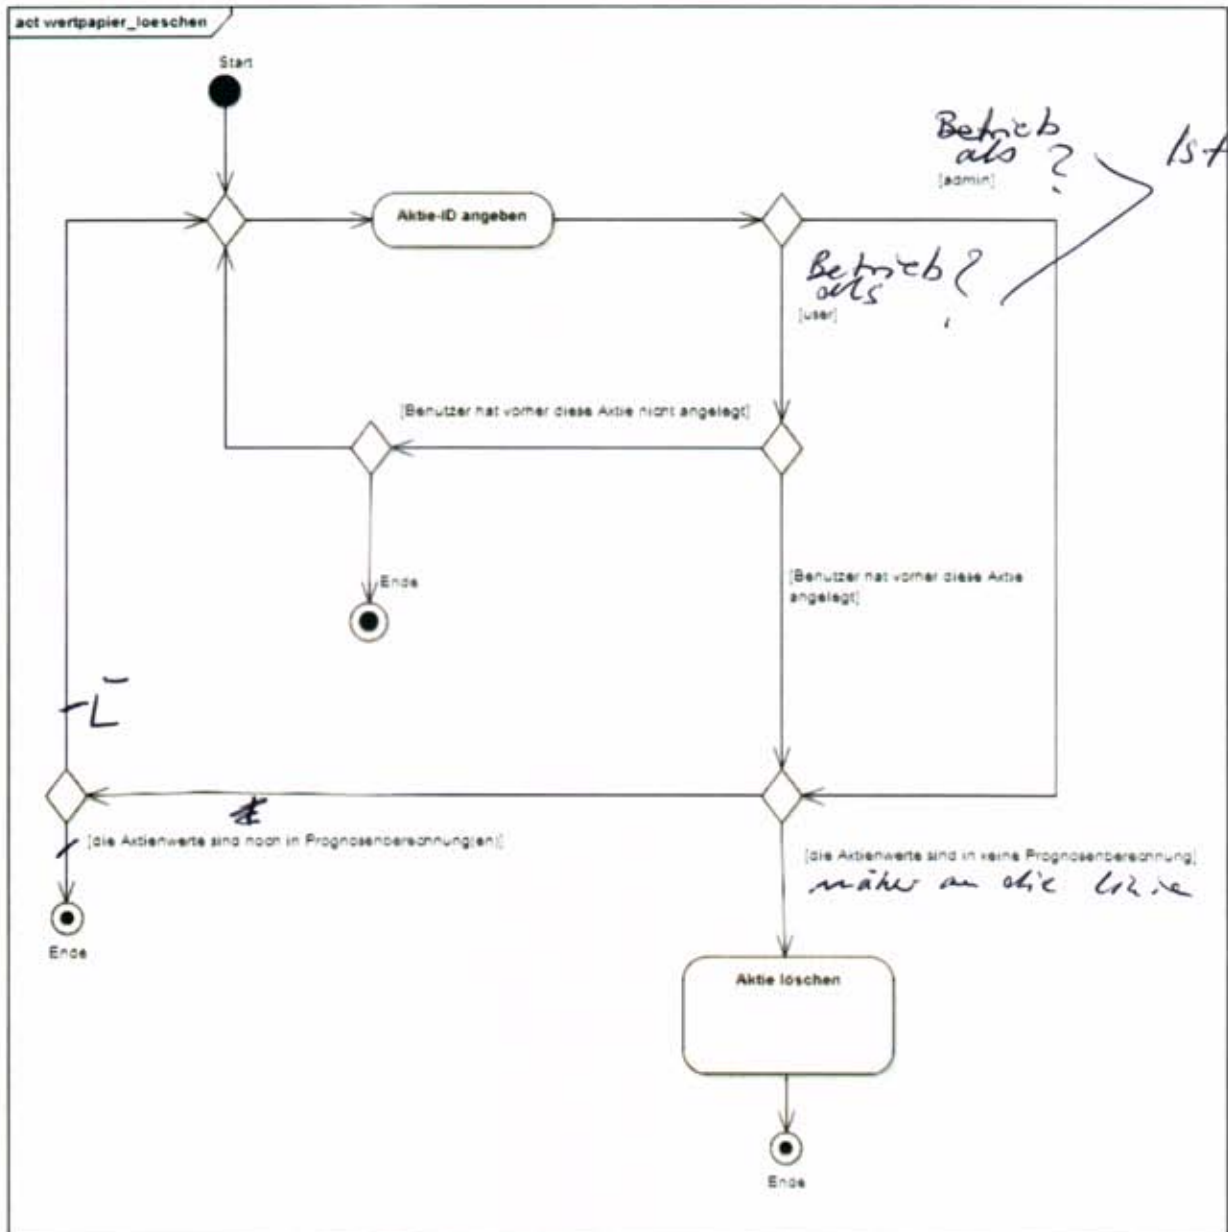 act wertpapier_loeschen
Start
Betrieb
als ?
[admin]
Ist
Aktie-ID angeben
Betrieb ?
als
[user]
[Benutzer hat vorher diese Aktie nicht angelegt]
Ende
[Benutzer hat vorher diese Aktie
angelegt]
[die Aktienwerte sind noch in Prognosenberechnung(en)]
[die Aktienwerte sind in keine Prognosenberechnung]
näher an die Linie
Ende
Aktie löschen
Ende